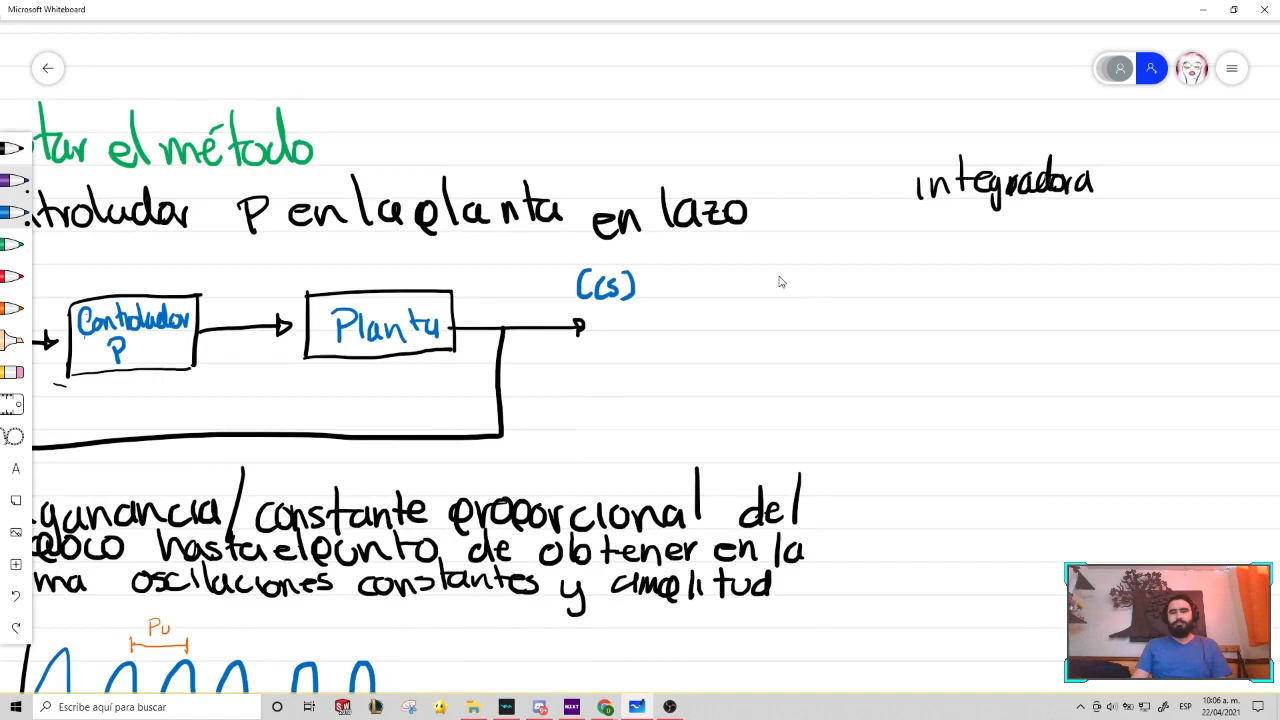 Microsoft Whiteboard
tar el método
integradora
ntrolador P en la planta en lazo
C(s)
Controlador
P
Planta
ganancia/constante proporcional del
poco hasta el punto de obtener en la
ma oscilaciones constantes y amplitud
Pu
A
Escribe aquí para buscar
ESP
10:06 a. m.
22/04/2021